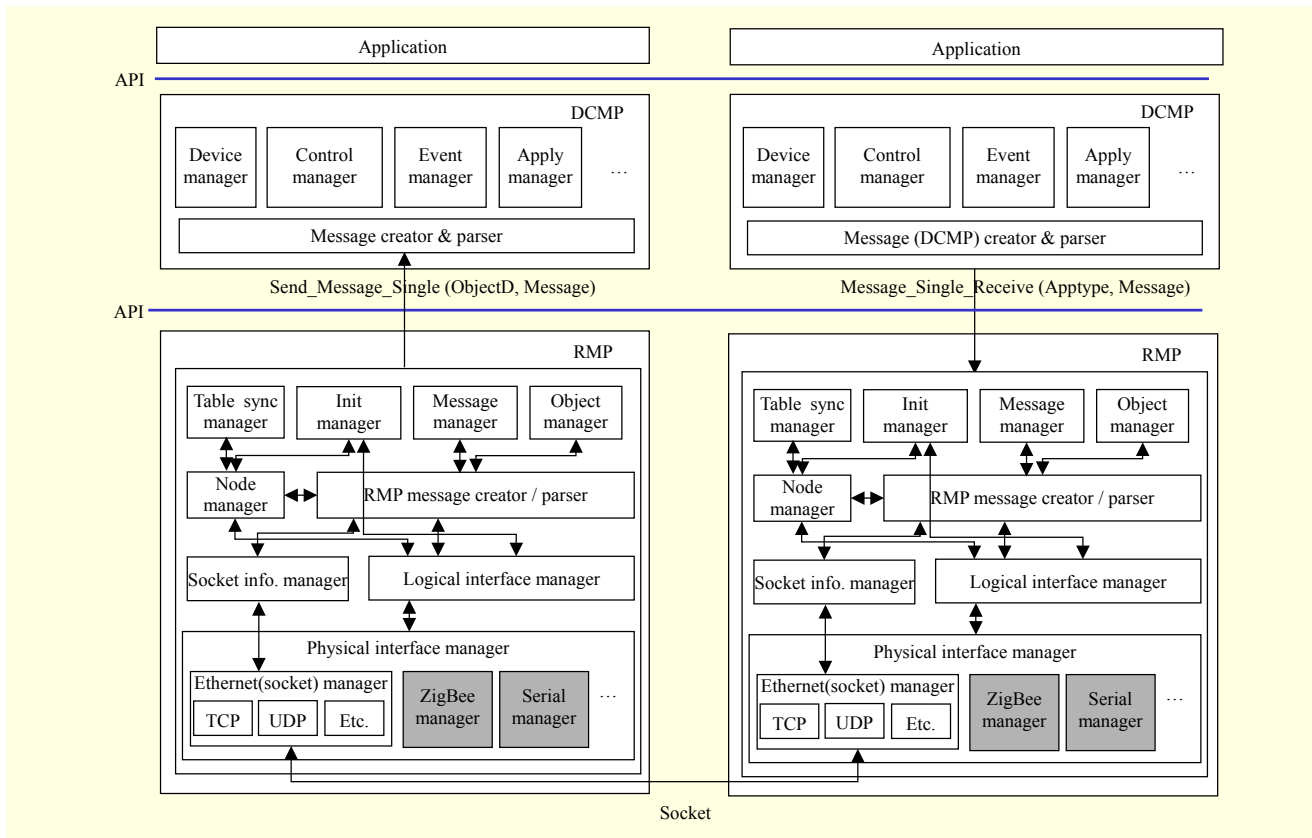 Application
API
DCMP
Device
manager
Control
manager
Event
manager
Apply
manager
...
Message creator & parser
Send_Message_Single (ObjectD, Message)
API
RMP
Table sync
manager
Init
manager
Message
manager
Object
manager
Node
manager
RMP message creator / parser
Socket info. manager
Logical interface manager
Physical interface manager
Ethernet(socket) manager
TCP
UDP
Etc.
ZigBee
manager
Serial
manager
...
Application
DCMP
Device
manager
Control
manager
Event
manager
Apply
manager
...
Message (DCMP) creator & parser
Message_Single_Receive (Apptype, Message)
RMP
Table sync
manager
Init
manager
Message
manager
Object
manager
Node
manager
RMP message creator / parser
Socket info. manager
Logical interface manager
Physical interface manager
Ethernet(socket) manager
TCP
UDP
Etc.
ZigBee
manager
Serial
manager
...
Socket